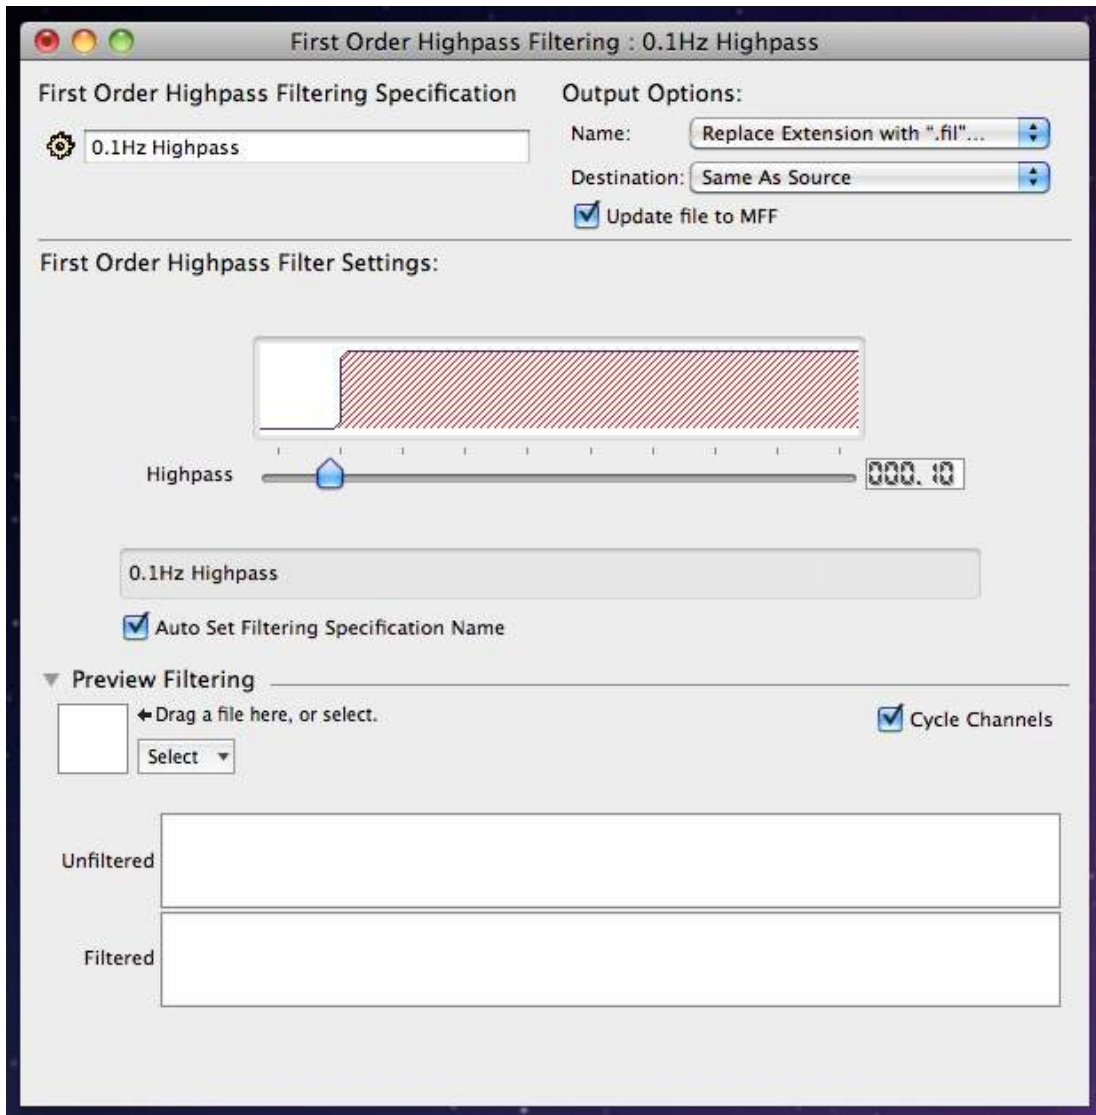 First Order Highpass Filtering : 0.1Hz Highpass
First Order Highpass Filtering Specification
0.1Hz Highpass
Output Options:
Name: Replace Extension with ".fil"...
Destination: Same As Source
Update file to MFF
First Order Highpass Filter Settings:
Highpass 000.10
0.1Hz Highpass
Auto Set Filtering Specification Name
Preview Filtering
Drag a file here, or select.
Cycle Channels
Select
Unfiltered
Filtered